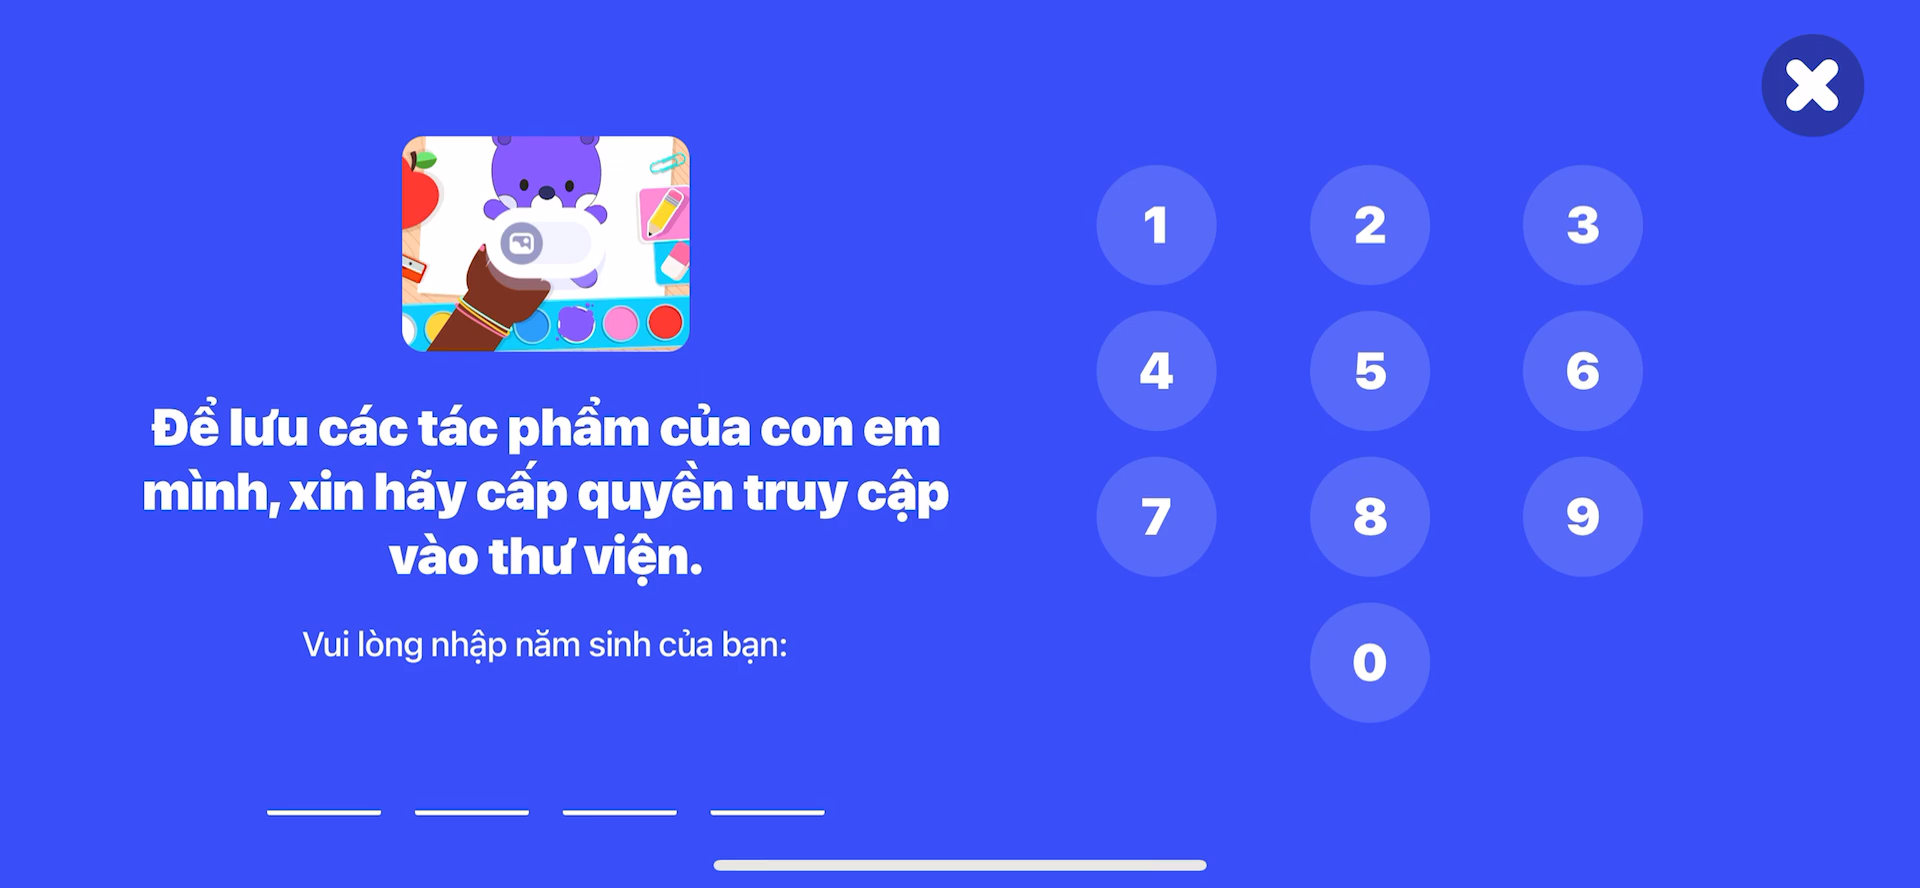 Để lưu các tác phẩm của con em
mình, xin hãy cấp quyền truy cập
vào thư viện.
Vui lòng nhập năm sinh của bạn:
1 2 3
4 5 6
7 8 9
0